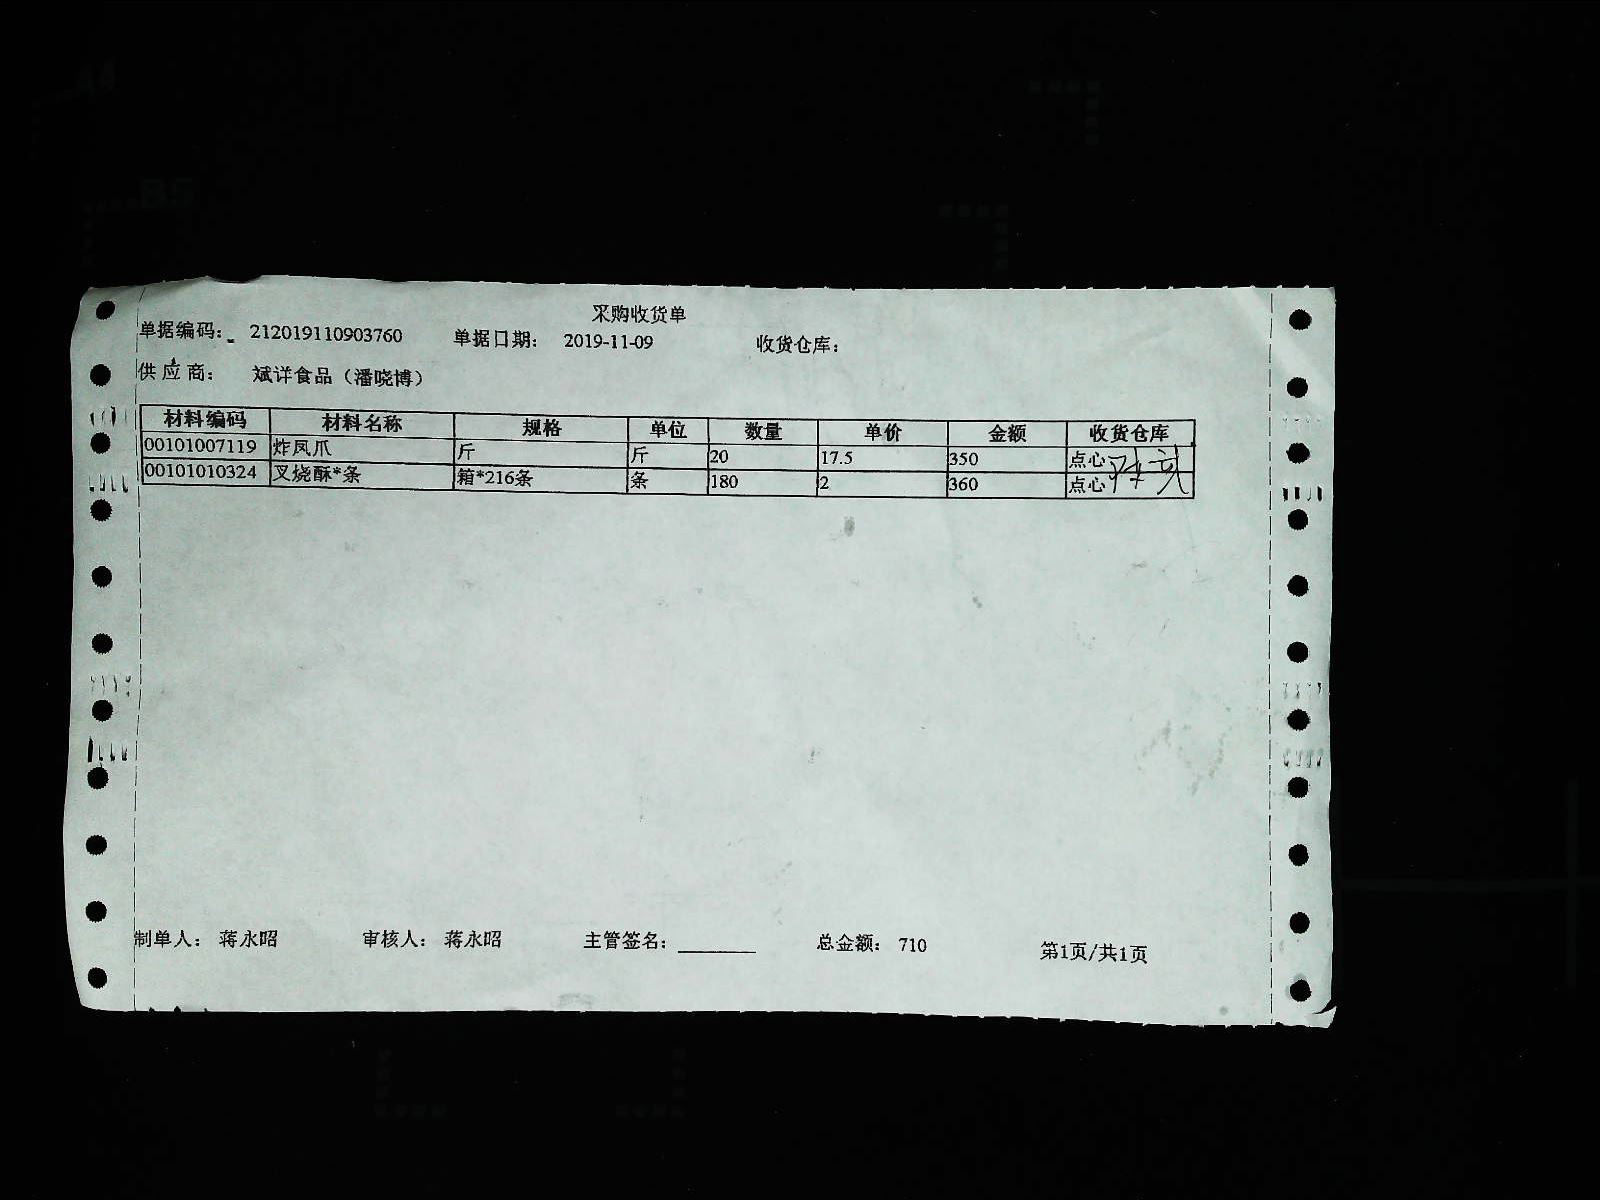 采购收货单
单据编码： 212019110903760 单据日期： 2019-11-09 收货仓库：
供应商： 斌详食品（潘晓博）
材料编码 材料名称 规格 单位 数量 单价 金额 收货仓库
00101007119 炸凤爪 斤 斤 20 17.5 350 点心
00101010324 叉烧酥*条 箱*216条 条 180 2 360 点心
制单人： 蒋永昭 审核人： 蒋永昭 主管签名： 总金额： 710 第1页/共1页